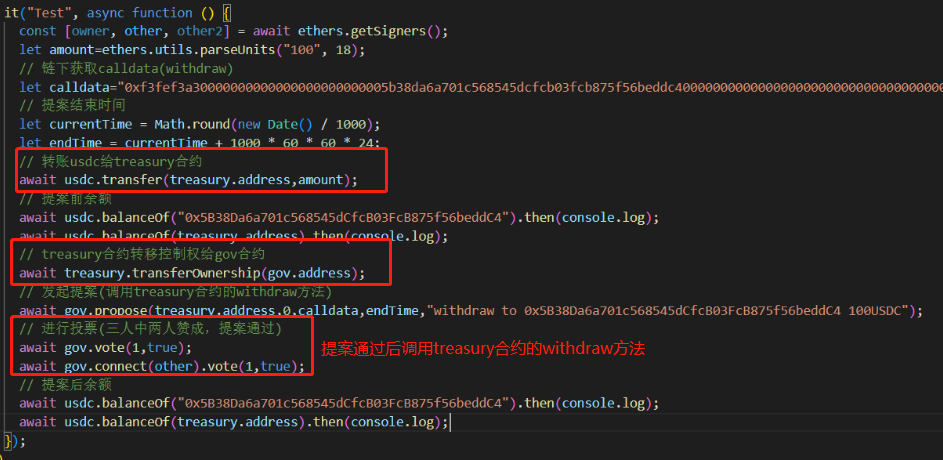 it("Test", async function () {
const [owner, other, other2] = await ethers.getSigners();
let amount=ethers.utils.parseUnits("100", 18);
// 链下获取calldata(withdraw)
let calldata="0xf3fef3a30000000000000000000000005b38da6a701c568545dcfcb03fcb875f56beddc4
// 提案结束时间
let currentTime = Math.round(new Date() / 1000);
let endTime = currentTime + 1000 * 60 * 60 * 24;
// 转账usdc给treasury合约
await usdc.transfer(treasury.address,amount);
// 提案前余额
await usdc.balanceOf("0x5B38Da6a701c568545dCfcB03FcB875f56beddC4").then(console.log);
await usdc.balanceOf(treasury.address).then(console.log);
// treasury合约转移控制权给gov合约
await treasury.transferOwnership(gov.address);
// 发起提案(调用treasury合约的withdraw方法)
await gov.propose(treasury.address,0,calldata,endTime,"withdraw to 0x5B38Da6a701c568545dCfcB03FcB875f56beddC4 100USDC");
// 进行投票(三人中两人赞成，提案通过)
await gov.vote(1,true);
提案通过后调用treasury合约的withdraw方法
await gov.connect(other).vote(1,true);
// 提案后余额
await usdc.balanceOf("0x5B38Da6a701c568545dCfcB03FcB875f56beddC4").then(console.log);
await usdc.balanceOf(treasury.address).then(console.log);
});